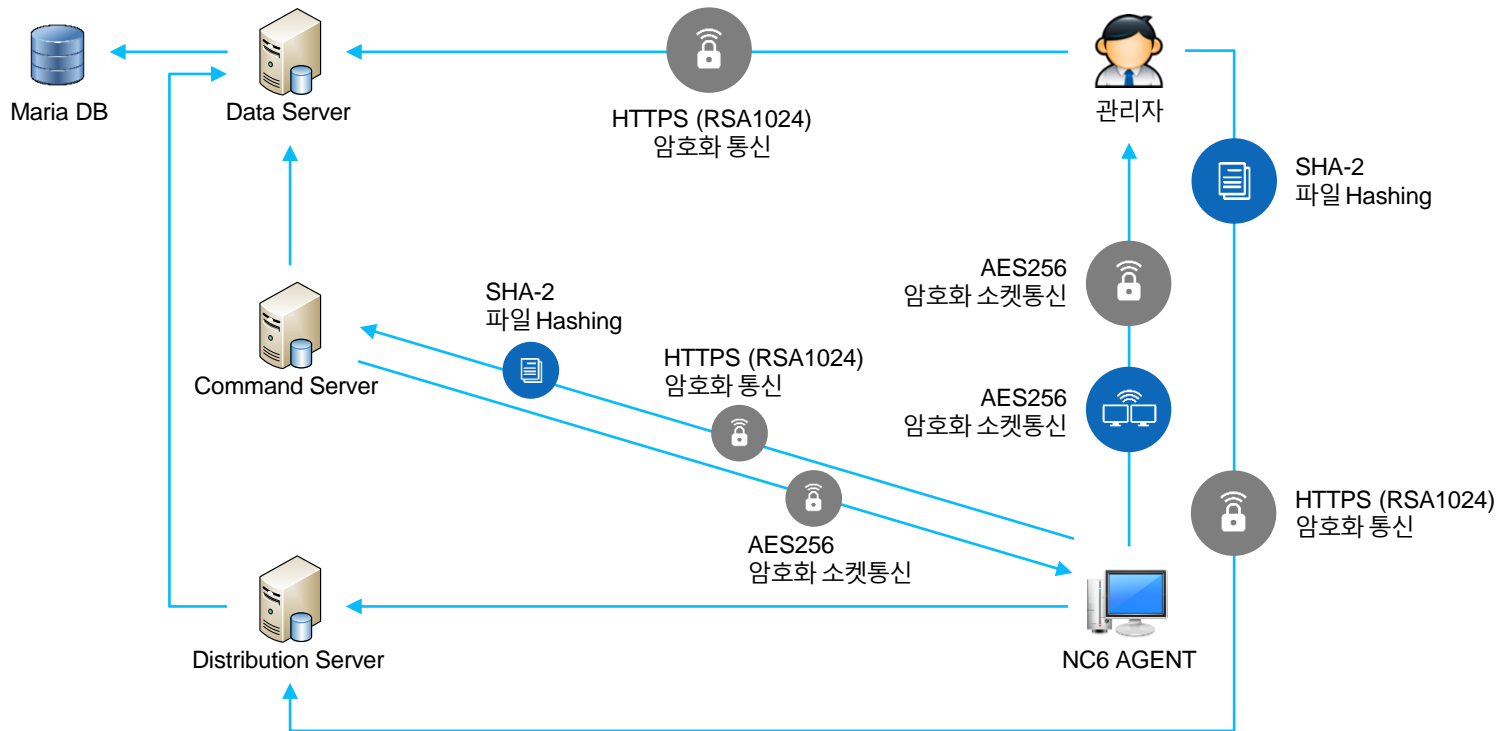 Maria DB
Data Server
HTTPS (RSA1024)
암호화 통신
관리자
SHA-2
파일 Hashing
AES256
암호화 소켓통신
SHA-2
파일 Hashing
HTTPS (RSA1024)
암호화 통신
Command Server
AES256
암호화 소켓통신
HTTPS (RSA1024)
암호화 통신
AES256
암호화 소켓통신
Distribution Server
NC6 AGENT